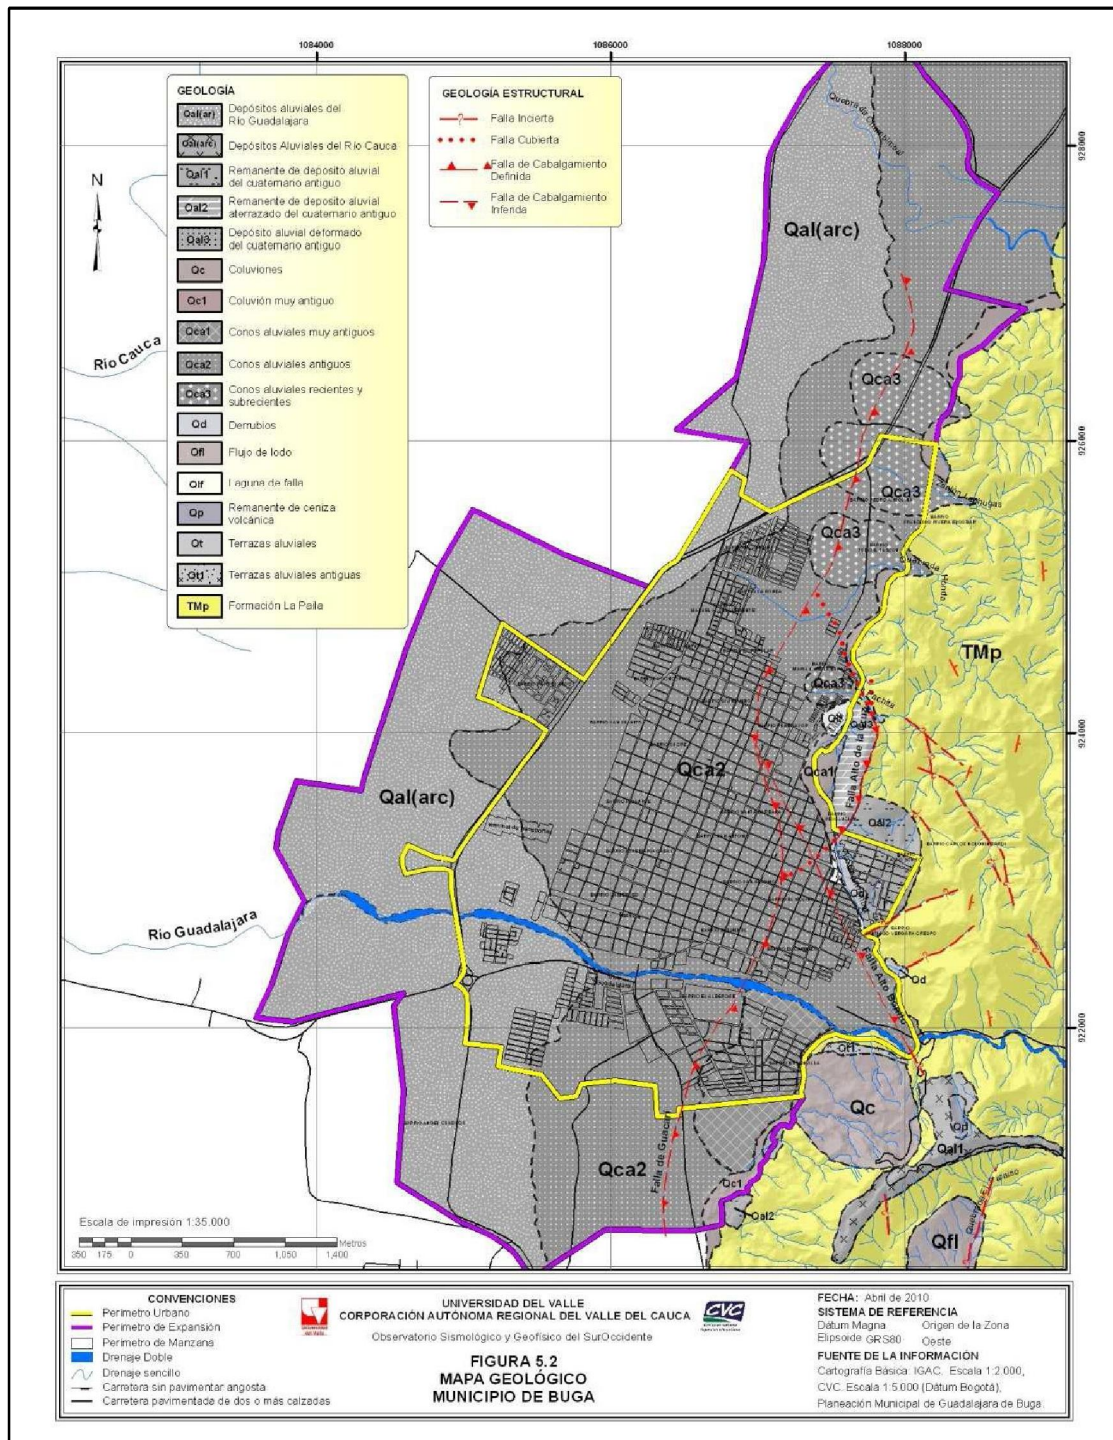 1084000
1086000
1088000
GEOLOGÍA
Qal(ar)
Depósitos aluviales del
Río Guadalajara
Qal(arc)
Depósitos Aluviales del Río Cauca
Qal1
Remanente de deposito aluvial
del cuaternario antiguo
Qal2
Remanente de deposito aluvial
aterrazado del cuaternario antiguo
Qal3
Depósito aluvial deformado
del cuaternario antiguo
Qc
Coluviones
Qc1
Coluvión muy antiguo
Qca1
Conos aluviales muy antiguos
Qca2
Conos aluviales antiguos
Qca3
Conos aluviales recientes y
subrecientes
Qd
Derrubios
Qfl
Flujo de lodo
Qlf
Laguna de falla
Qp
Remanente de ceniza
volcánica
Qt
Terrazas aluviales
Qt1
Terrazas aluviales antiguas
TMp
Formación La Paila
GEOLOGÍA ESTRUCTURAL
Falla Incierta
Falla Cubierta
Falla de Cabalgamiento
Definida
Falla de Cabalgamiento
Inferida
N
928000
926000
924000
922000
Río Cauca
Qal(arc)
Qca3
Qca3
Qca3
Honda
TMp
Qca3
Qal3
Qca1
Falla Alto de la
Qca2
Qal2
Qal(arc)
Río Guadalajara
Qd
Qt1
Qc
Qp
Qal1
Qca2
Falla de Guacarí
Qc1
Qal2
Qfl
Escala de impresión 1:35.000
350 175 0 350 700 1,050 1,400
Metros
CONVENCIONES
Perimetro Urbano
Perimetro de Expansión
Perimetro de Manzana
Drenaje Doble
Drenaje sencillo
Carretera sin pavimentar angosta
Carretera pavimentada de dos o más calzadas
UNIVERSIDAD DEL VALLE
CORPORACIÓN AUTÓNOMA REGIONAL DEL VALLE DEL CAUCA
CVC
Observatorio Sismológico y Geofísico del SurOccidente
FIGURA 5.2
MAPA GEOLÓGICO
MUNICIPIO DE BUGA
FECHA: Abril de 2010
SISTEMA DE REFERENCIA
Dátum Magna Origen de la Zona
Elipsoide GRS80 Oeste
FUENTE DE LA INFORMACIÓN
Cartografía Básica: IGAC. Escala 1:2.000,
CVC. Escala 1:5.000 (Dátum Bogotá),
Planeación Municipal de Guadalajara de Buga.